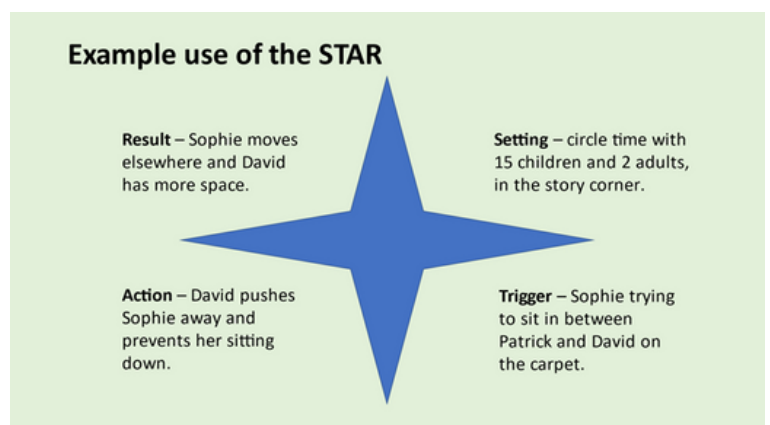 Example use of the STAR
Result – Sophie moves
elsewhere and David
has more space.
Setting – circle time with
15 children and 2 adults,
in the story corner.
Action – David pushes
Sophie away and
prevents her sitting
down.
Trigger – Sophie trying
to sit in between
Patrick and David on
the carpet.